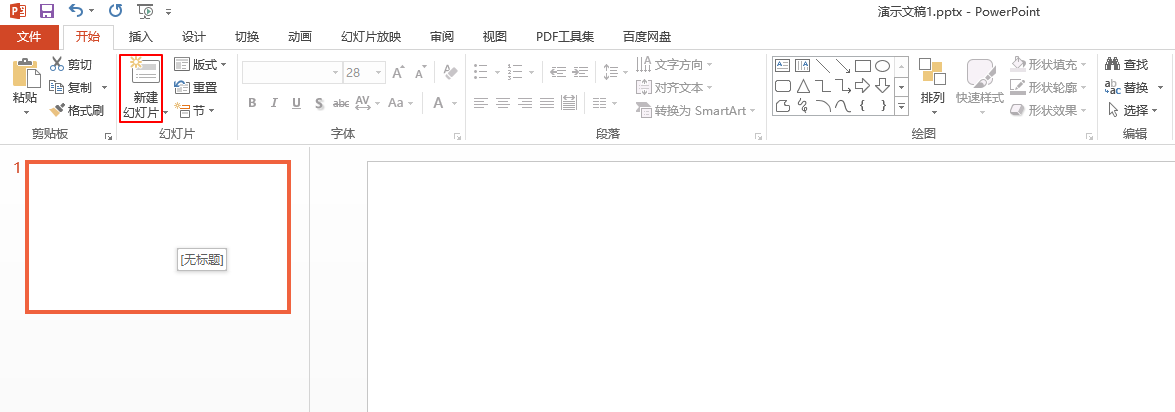 演示文稿1.pptx - PowerPoint
文件 开始 插入 设计 切换 动画 幻灯片放映 审阅 视图 PDF工具集 百度网盘
剪切 版式 28 文字方向 形状填充 查找
粘贴 复制 新建 重置 对齐文本 排列 快速样式 形状轮廓 替换
格式刷 幻灯片 节 B I U S abc AV Aa A 转换为 SmartArt 形状效果 选择
剪贴板 幻灯片 字体 段落 绘图 编辑
1
[无标题]